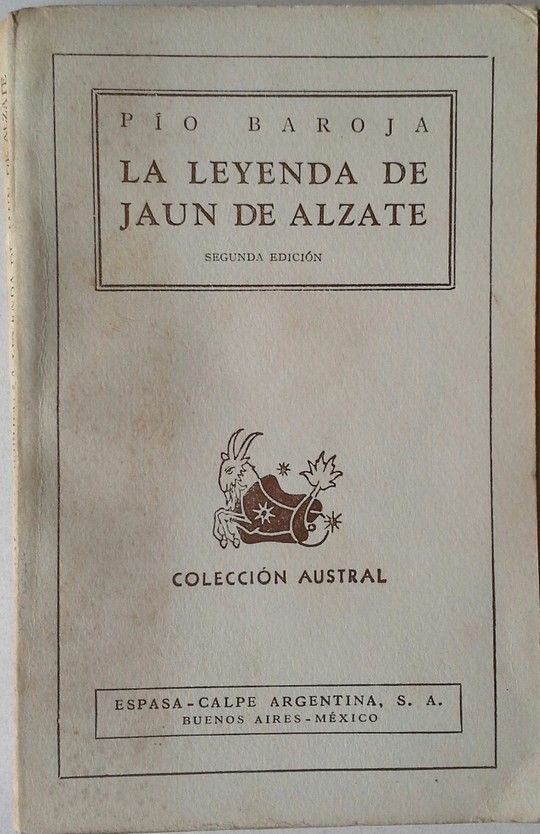 PÍO BAROJA
LA LEYENDA DE
JAUN DE ALZATE
SEGUNDA EDICIÓN
COLECCIÓN AUSTRAL
ESPASA-CALPE ARGENTINA, S. A.
BUENOS AIRES-MÉXICO